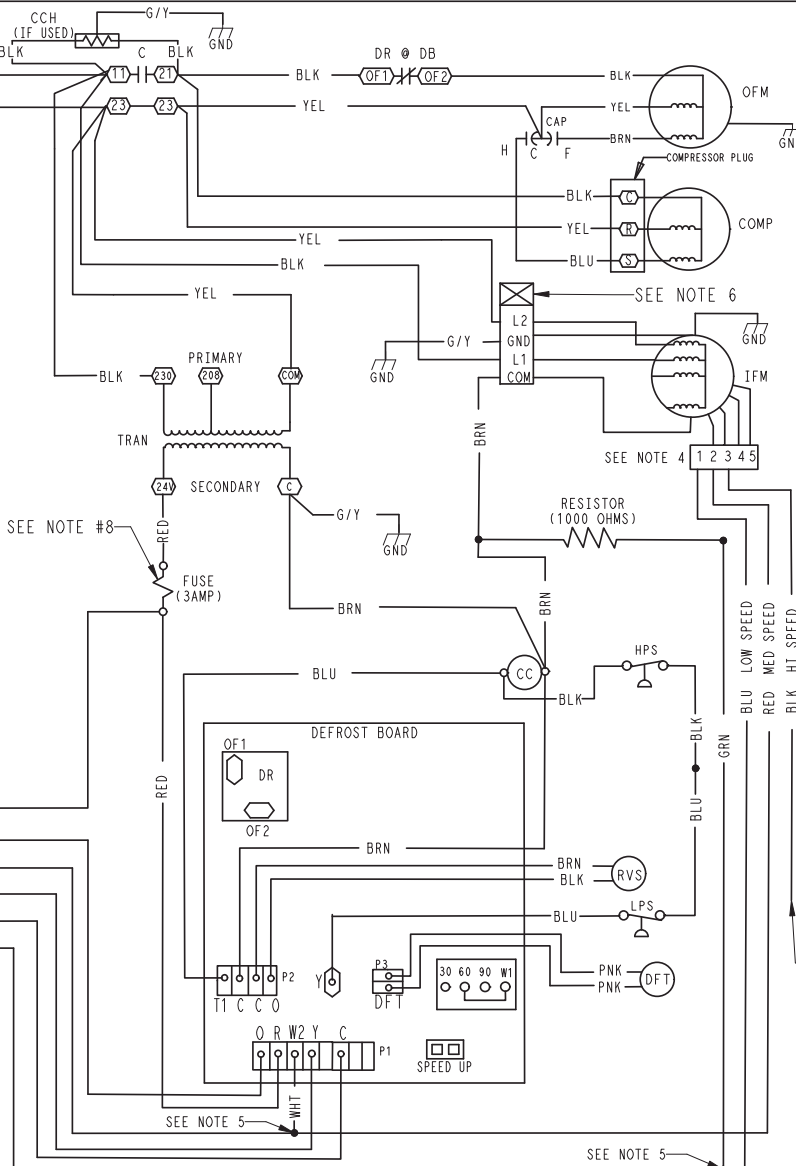 CCH
(IF USED)
G/Y
GND
BLK
C
BLK
11
21
BLK
DR @ DB
OF1
OF2
BLK
OFM
23
23
YEL
YEL
CAP
H
C
F
BRN
GN
COMPRESSOR PLUG
BLK
C
YEL
R
COMP
BLU
S
YEL
BLK
YEL
SEE NOTE 6
L2
GND
L1
COM
G/Y
GND
GND
IFM
PRIMARY
BLK
230
208
COM
TRAN
BRN
SEE NOTE 4
1 2 3 4 5
24V
SECONDARY
C
G/Y
GND
SEE NOTE #8
RED
RESISTOR
(1000 OHMS)
FUSE
(3AMP)
BRN
BRN
BLU
CC
BLK
HPS
BLU LOW SPEED
RED MED SPEED
BLK HI SPEED
BLK
GRN
BLU
DEFROST BOARD
OF1
DR
OF2
RED
BRN
BRN
BLK
RVS
BLU
LPS
P2
T1 C C O
Y
P3
DFT
30 60 90 W1
PNK
PNK
DFT
O R W2 Y C
P1
SPEED UP
WHT
SEE NOTE 5
SEE NOTE 5